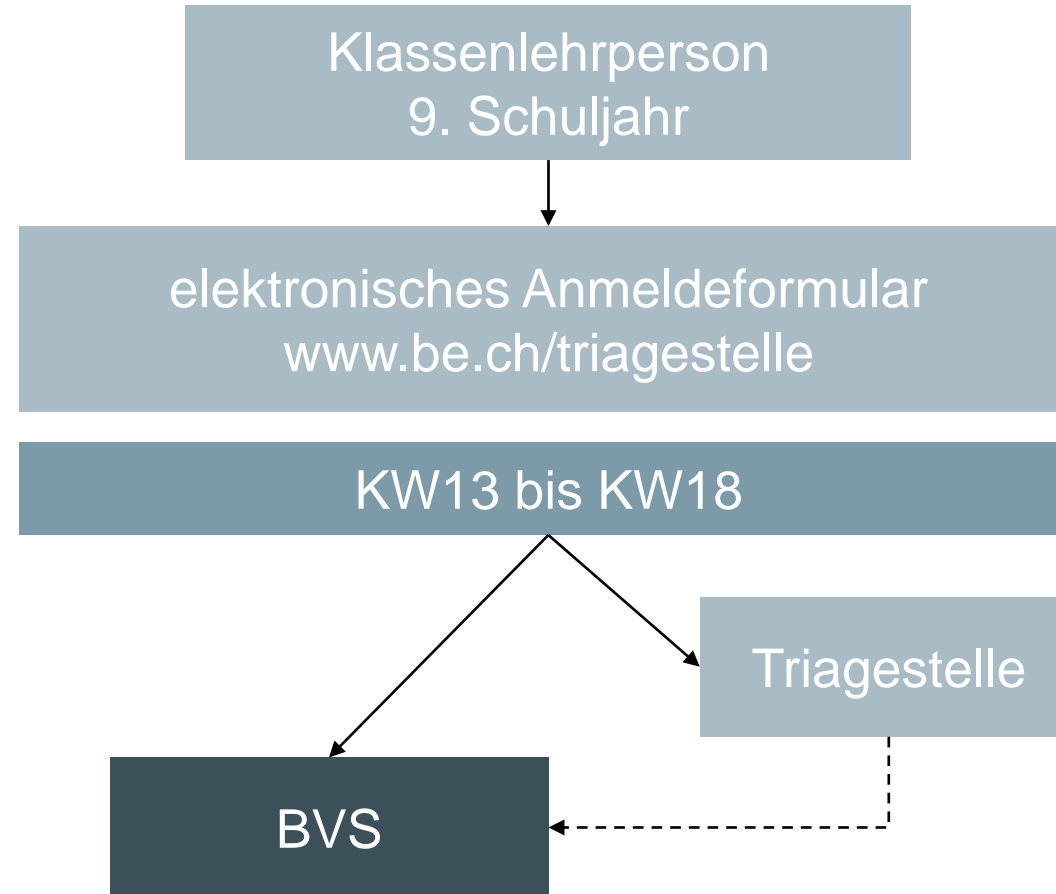 Klassenlehrperson
9. Schuljahr
elektronisches Anmeldeformular
www.be.ch/triagestelle
KW13 bis KW18
Triagestelle
BVS